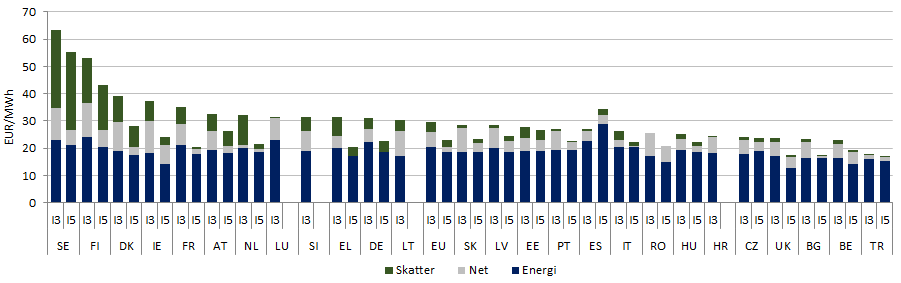 70
60
50
40
30
20
10
0
EUR/MWh
I3 I5 I3 I5 I3 I5 I3 I5 I3 I5 I3 I5 I3 I5 I3 I3 I3 I5 I3 I5 I3 I3 I5 I3 I5 I3 I5 I3 I5 I3 I5 I3 I5 I3 I5 I3 I5 I3 I5 I3 I3 I5 I3 I5 I3 I5 I3 I5 I3 I5
SE FI DK IE FR AT NL LU SI EL DE LT EU SK LV EE PT ES IT RO HU HR CZ UK BG BE TR
Skatter Net Energi